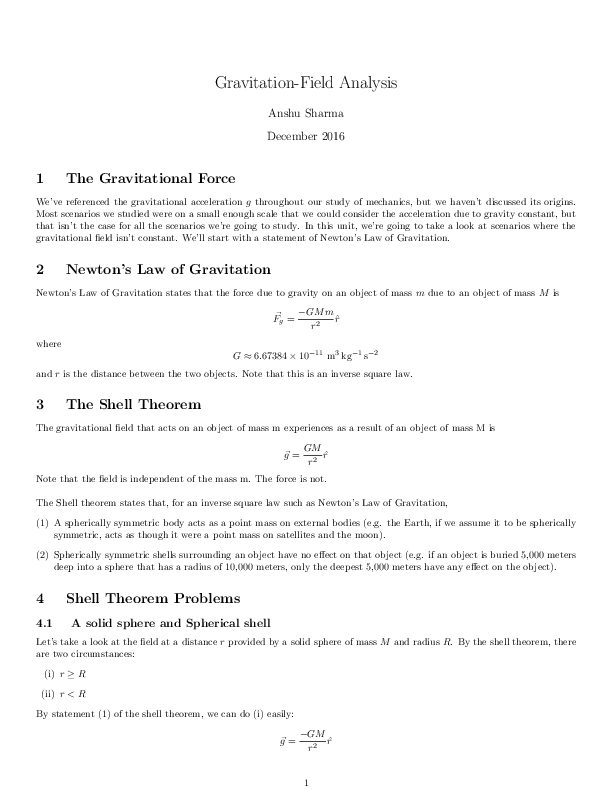 Gravitation-Field Analysis
Anshu Sharma
December 2016
1 The Gravitational Force
We've referenced the gravitational acceleration g throughout our study of mechanics, but we haven't discussed its origins.
Most scenarios we studied were on a small enough scale that we could consider the acceleration due to gravity constant, but
that isn't the case for all the scenarios we're going to study. In this unit, we're going to take a look at scenarios where the
gravitational field isn't constant. We'll start with a statement of Newton's Law of Gravitation.
2 Newton's Law of Gravitation
Newton's Law of Gravitation states that the force due to gravity on an object of mass m due to an object of mass M is
$\vec{F_g} = \frac{-GMm}{r^2}\hat{r}$
where
G ≈ 6.67384 × 10⁻¹¹ m³ kg⁻¹ s⁻²
and r is the distance between the two objects. Note that this is an inverse square law.
3 The Shell Theorem
The gravitational field that acts on an object of mass m experiences as a result of an object of mass M is
$\vec{g} = \frac{GM}{r^2}\hat{r}$
Note that the field is independent of the mass m. The force is not.
The Shell theorem states that, for an inverse square law such as Newton's Law of Gravitation,
(1) A spherically symmetric body acts as a point mass on external bodies (e.g. the Earth, if we assume it to be spherically
symmetric, acts as though it were a point mass on satellites and the moon).
(2) Spherically symmetric shells surrounding an object have no effect on that object (e.g. if an object is buried 5,000 meters
deep into a sphere that has a radius of 10,000 meters, only the deepest 5,000 meters have any effect on the object).
4 Shell Theorem Problems
4.1 A solid sphere and Spherical shell
Let's take a look at the field at a distance r provided by a solid sphere of mass M and radius R. By the shell theorem, there
are two circumstances:
(i) r ≥ R
(ii) r < R
By statement (1) of the shell theorem, we can do (i) easily:
$\vec{g} = \frac{-GM}{r^2}\hat{r}$
1